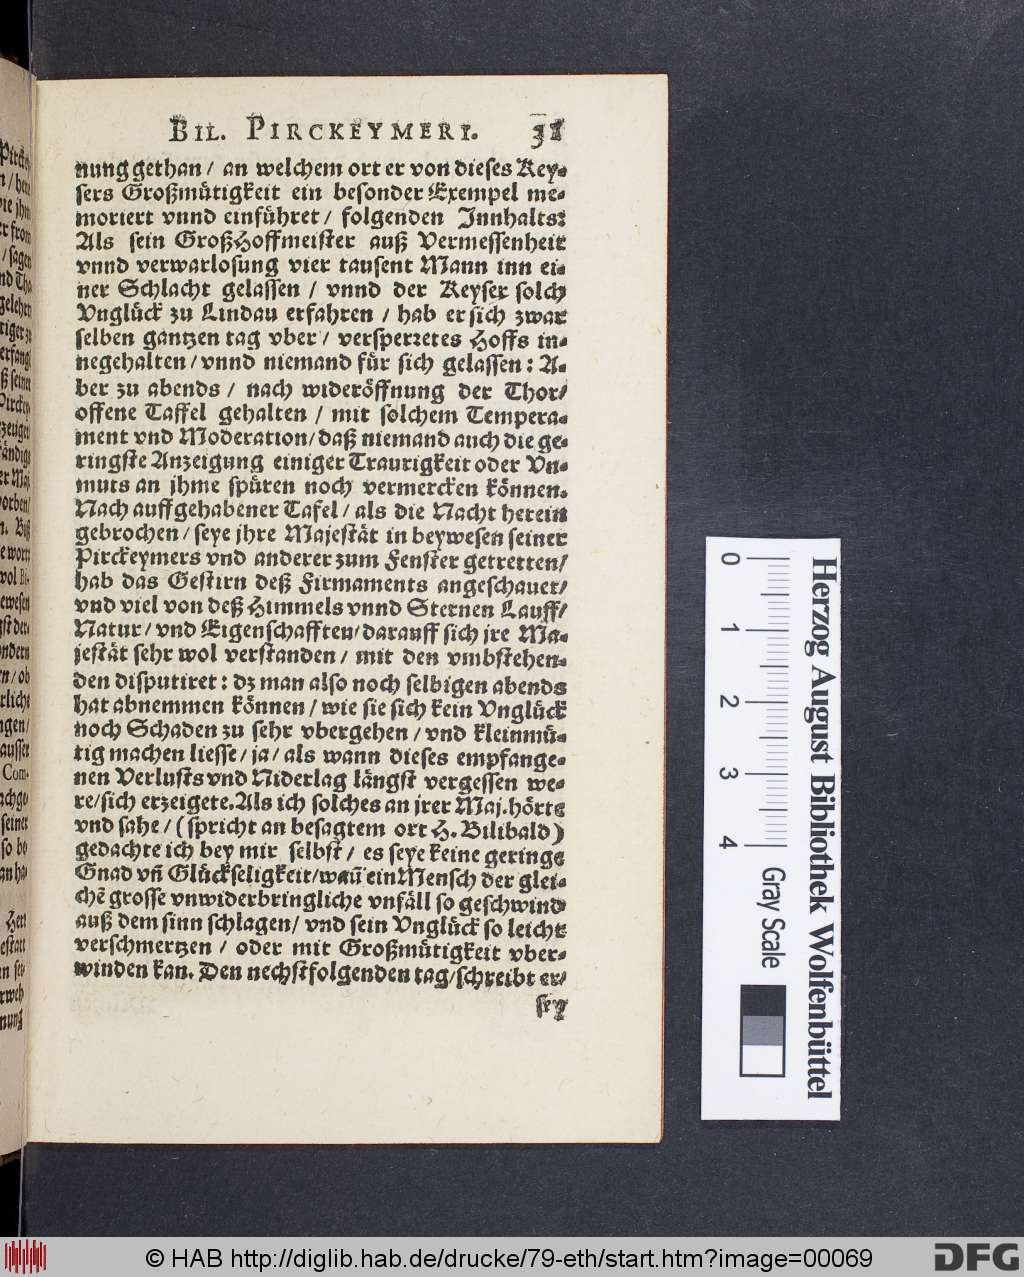 BIL. PIRCKEYMERI. 31
nung gethan / an welchem ort er von dieses Key-
sers Großmütigkeit ein besonder Exempel me-
moriert vnnd einführet / folgenden Innhalts:
Als sein GroßHoffmeister auß Vermessenheit
vnnd verwarlosung vier tausent Mann inn ei-
ner Schlacht gelassen / vnnd der Keyser solch
Vnglück zu Lindau erfahren / hab er sich zwar
selben gantzen tag vber / versperretes Hoffs in-
negehalten / vnnd niemand für sich gelassen: A-
ber zu abends / nach wideröffnung der Thor/
offene Taffel gehalten / mit solchem Tempera-
ment vnd Moderation / daß niemand auch die ge-
ringste Anzeigung einiger Traurigkeit oder Vn-
muts an jhme spüren noch vermercken können.
Nach auffgehabener Tafel / als die Nacht herein
gebrochen / seye jhre Majestät in beywesen seiner
Pirckeymers vnd anderer zum Fenster getretten/
hab das Gestirn deß Firmaments angeschauet/
vnd viel von deß Himmels vnnd Sternen Lauff/
Natur / vnd Eigenschafften / darauff sich jre Ma-
jestät sehr wol verstanden / mit den vmbstehen-
den disputiret: dz man also noch selbigen abends
hat abnemmen können / wie sie sich kein Vnglück
noch Schaden zu sehr vbergehen / vnd kleinmü-
tig machen liesse / ja / als wann dieses empfange-
nen Verlusts vnd Niderlag längst vergessen we-
re / sich erzeigete. Als ich solches an jrer Maj. hörte
vnd sahe / (spricht an besagtem ort H. Bilibald)
gedachte ich bey mir selbst / es seye keine geringe
Gnad vñ Glückseligkeit / wañ ein Mensch der glei-
chẽ grosse vnwiderbringliche vnfäll so geschwind
auß dem sinn schlagen / vnd sein Vnglück so leicht
verschmertzen / oder mit Großmütigkeit vber-
winden kan. Den nechstfolgenden tag / schreibt er/
sey
0 1 2 3 4
Gray Scale
Herzog August Bibliothek Wolfenbüttel
© HAB http://diglib.hab.de/drucke/79-eth/start.htm?image=00069
DFG